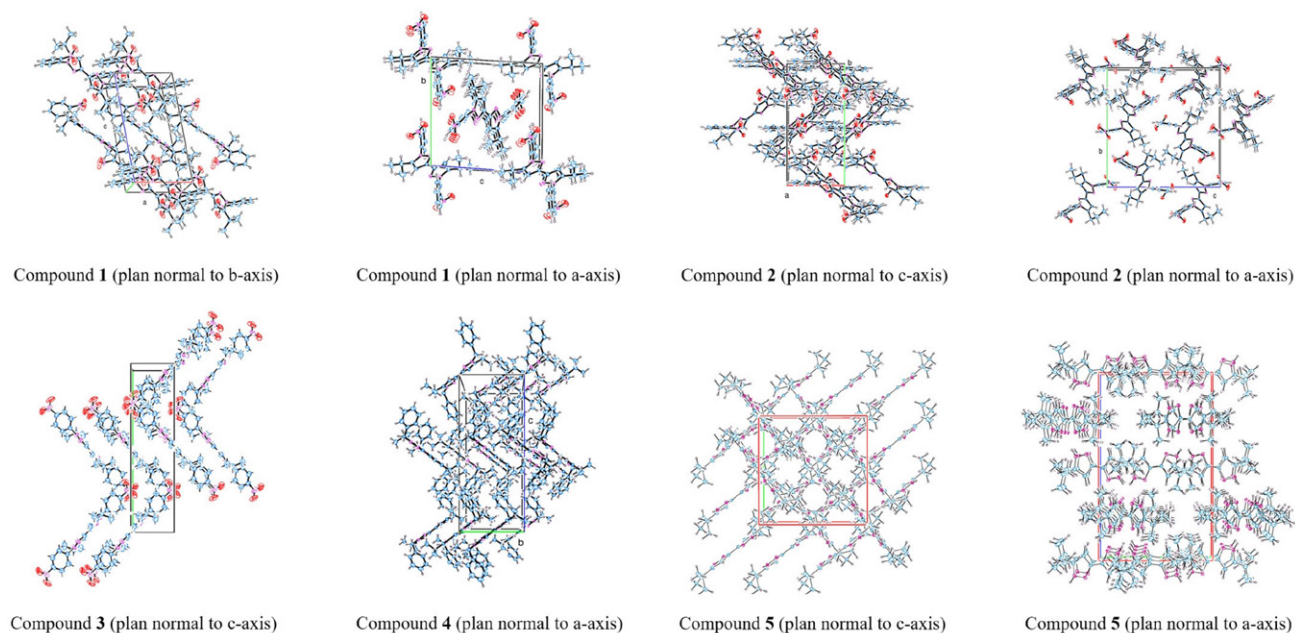 c
a
b
c
b
a
b
c
Compound 1 (plan normal to b-axis)
Compound 1 (plan normal to a-axis)
Compound 2 (plan normal to c-axis)
Compound 2 (plan normal to a-axis)
b
Compound 3 (plan normal to c-axis)
Compound 4 (plan normal to a-axis)
Compound 5 (plan normal to c-axis)
Compound 5 (plan normal to a-axis)